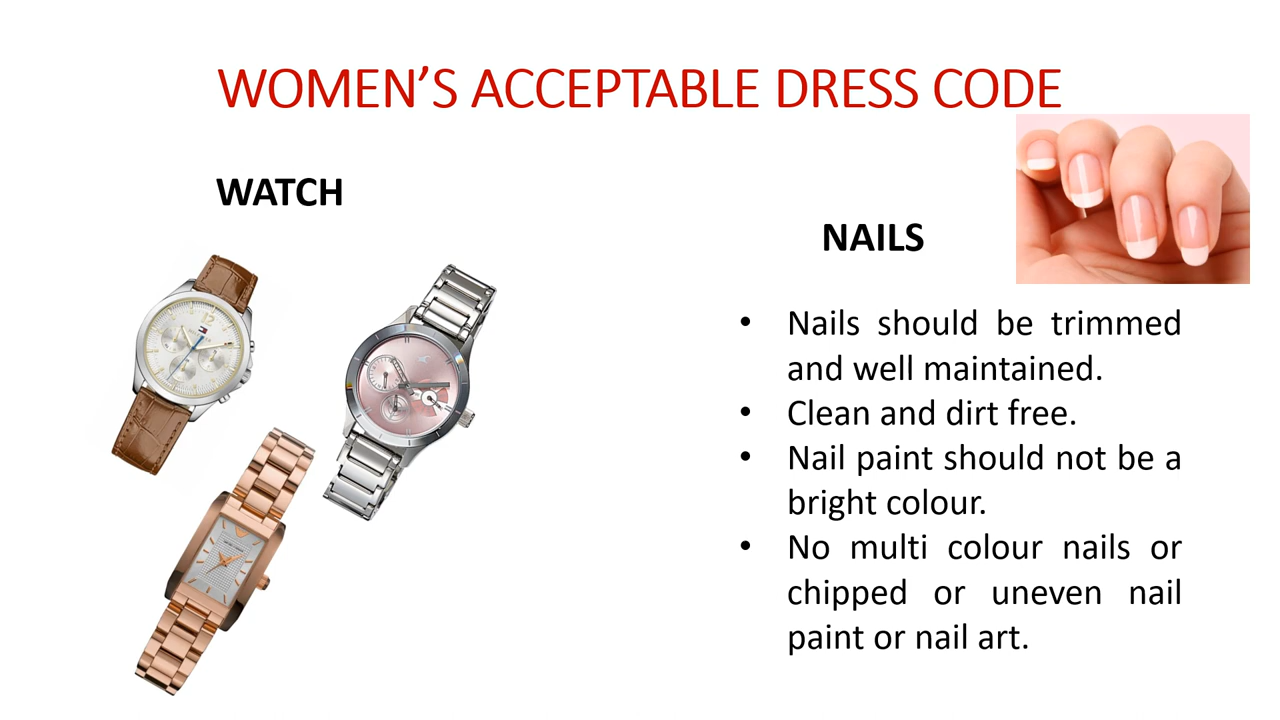 WOMEN’S ACCEPTABLE DRESS CODE
WATCH
NAILS
• Nails should be trimmed
and well maintained.
• Clean and dirt free.
• Nail paint should not be a
bright colour.
• No multi colour nails or
chipped or uneven nail
paint or nail art.